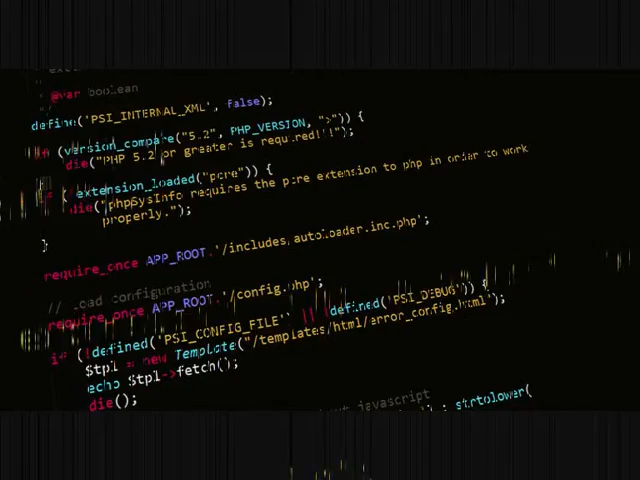 @var boolean
define('PSI_INTERNAL_XML', false);
if (version_compare("5.2", PHP_VERSION, ">")) {
die("PHP 5.2 or greater is required!!!");
if ( extension_loaded("pcre")) {
die("phpSysInfo requires the pcre extension to php in order to work
properly.");
}
require_once APP_ROOT.'/includes/autoloader.inc.php';
// Load configuration
require_once APP_ROOT.'/config.php';
if (!defined('PSI_CONFIG_FILE') || !defined('PSI_DEBUG')) {
$tpl = new Template("/templates/html/error_config.html");
echo $tpl->fetch();
die();
javascript
strtolower(